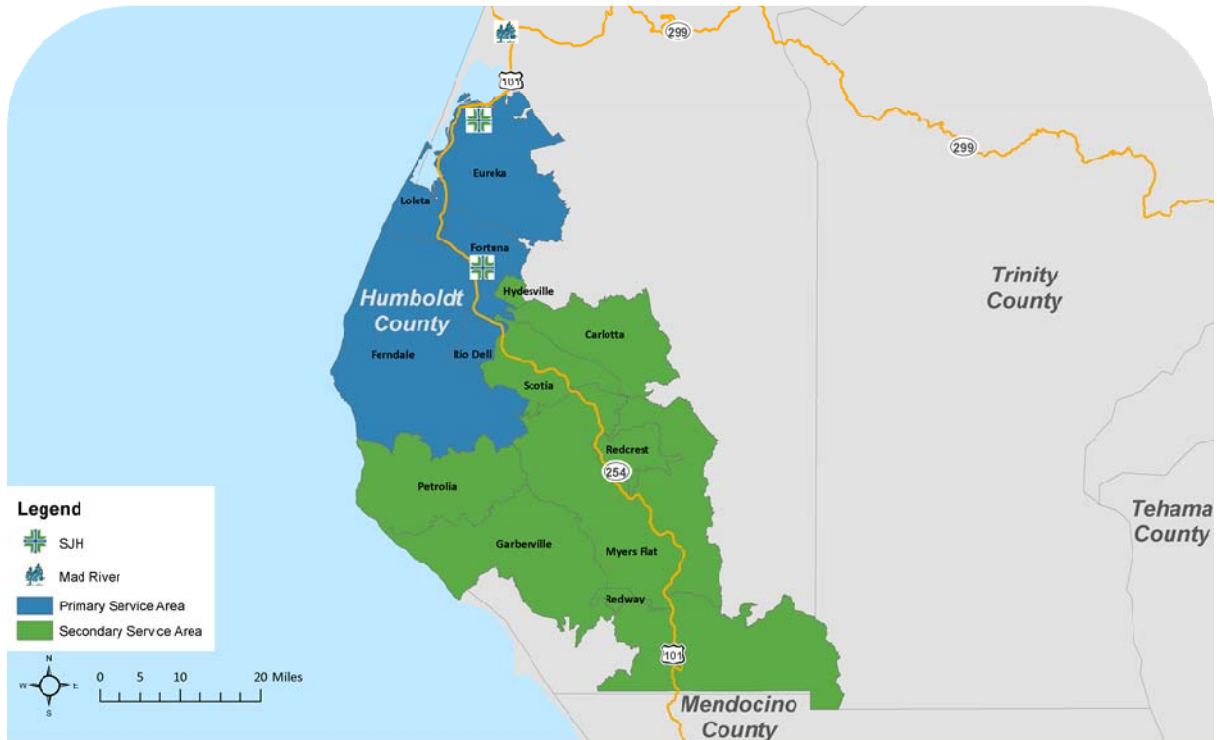 299
101
299
Eureka
Loleta
Fortuna
Hydesville
Humboldt
County
Trinity
County
Carlotta
Ferndale
Rio Dell
Scotia
Redcrest
254
Petrolia
Tehama
County
Legend
SJH
Mad River
Primary Service Area
Secondary Service Area
Garberville
Myers Flat
Redway
101
N
W
E
S
0 5 10 20 Miles
Mendocino
County